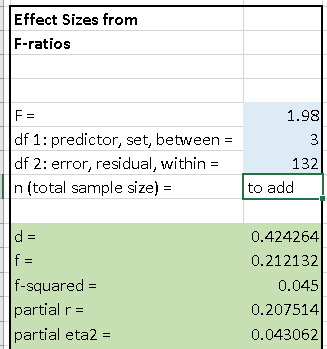 Effect Sizes from
F-ratios
F = 1.98
df 1: predictor, set, between = 3
df 2: error, residual, within = 132
n (total sample size) = to add
d = 0.424264
f = 0.212132
f-squared = 0.045
partial r = 0.207514
partial eta2 = 0.043062